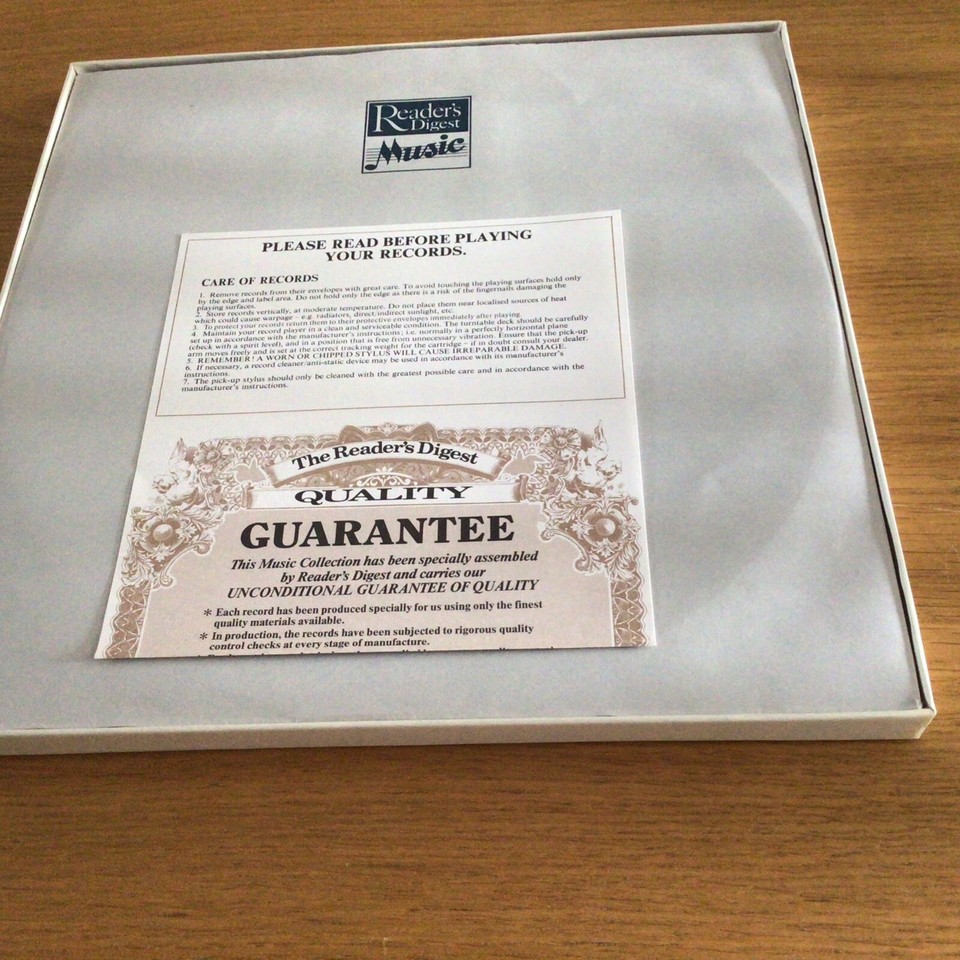 Reader's
Digest
Music
PLEASE READ BEFORE PLAYING
YOUR RECORDS.
CARE OF RECORDS
1. Remove records from their envelopes with great care. To avoid touching the playing surfaces hold only
by the edge and label area. Do not hold only the edge as there is a risk of the fingernails damaging the
playing surfaces.
2. Store records vertically, at moderate temperature. Do not place them near localised sources of heat
which could cause warpage – e.g. radiators, direct/indirect sunlight, etc.
3. To protect your records return them to their protective envelopes immediately after playing.
4. Maintain your record player in a clean and serviceable condition. The turntable deck should be carefully
set up in accordance with the manufacturer's instructions; i.e. normally in a perfectly horizontal plane
(check with a spirit level), and in a position that is free from unnecessary vibration. Ensure that the pick-up
arm moves freely and is set at the correct tracking weight for the cartridge – if in doubt consult your dealer.
5. REMEMBER! A WORN OR CHIPPED STYLUS WILL CAUSE IRREPARABLE DAMAGE.
6. If necessary, a record cleaner/anti-static device may be used in accordance with its manufacturer's
instructions.
7. The pick-up stylus should only be cleaned with the greatest possible care and in accordance with the
manufacturer's instructions.
The Reader's Digest
QUALITY
GUARANTEE
This Music Collection has been specially assembled
by Reader's Digest and carries our
UNCONDITIONAL GUARANTEE OF QUALITY
* Each record has been produced specially for us using only the finest
quality materials available.
* In production, the records have been subjected to rigorous quality
control checks at every stage of manufacture.